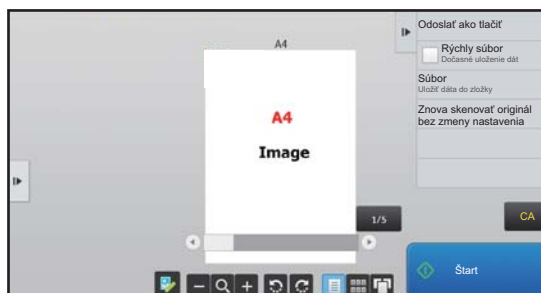 A4
A4
Image
1/5
Odoslať ako tlačiť
Rýchly súbor
Dočasné uloženie dát
Súbor
Uložiť dáta do zložky
Znova skenovať originál
bez zmeny nastavenia
CA
Štart